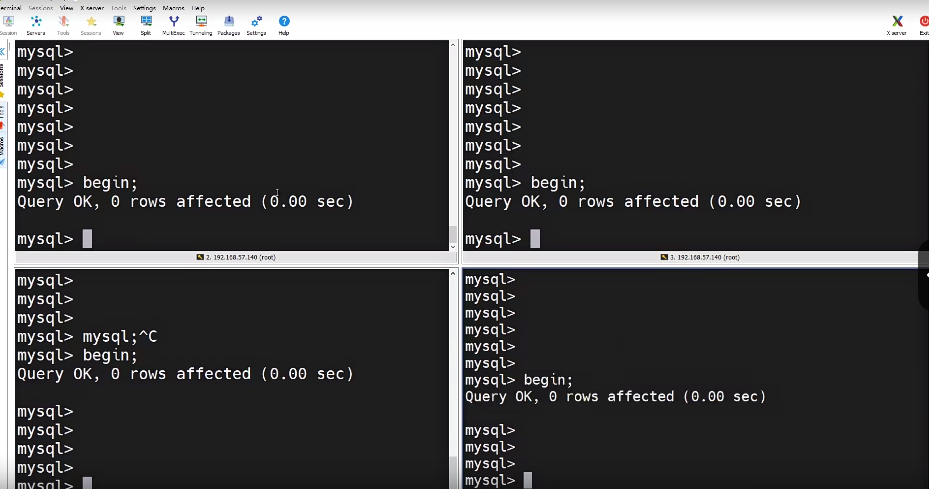 erminal Sessions View X server Tools Settings Macros Help
Session Servers Tools Sessions View Split MultiExec Tunneling Packages Settings Help X server Exit
Sessions
Tools
Macros
mysql>
mysql>
mysql>
mysql>
mysql>
mysql>
mysql>
mysql> begin;
Query OK, 0 rows affected (0.00 sec)
mysql>
2. 192.168.57.140 (root)
mysql>
mysql>
mysql>
mysql>
mysql>
mysql>
mysql>
mysql> begin;
Query OK, 0 rows affected (0.00 sec)
mysql>
3. 192.168.57.140 (root)
mysql>
mysql>
mysql>
mysql> mysql;^C
mysql> begin;
Query OK, 0 rows affected (0.00 sec)
mysql>
mysql>
mysql>
mysql>
mysql>
mysql>
mysql>
mysql>
mysql>
mysql>
mysql>
mysql> begin;
Query OK, 0 rows affected (0.00 sec)
mysql>
mysql>
mysql>
mysql>